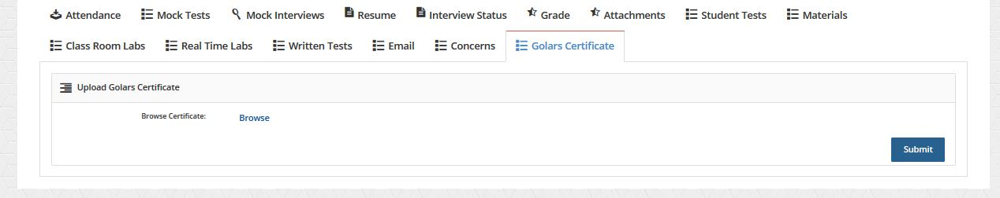 Attendance Mock Tests Mock Interviews Resume Interview Status Grade Attachments Student Tests Materials
Class Room Labs Real Time Labs Written Tests Email Concerns Golars Certificate
Upload Golars Certificate
Browse Certificate: Browse
Submit